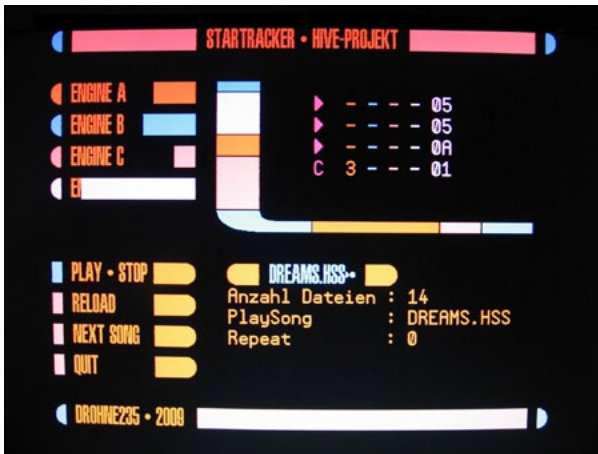 STARTRACKER • HIVE-PROJEKT
ENGINE A
ENGINE B
ENGINE C
- - - - 05
- - - - 05
- - - - 0A
C 3 - - - 01
PLAY • STOP
RELOAD
NEXT SONG
QUIT
DREAMS.HSS
Anzahl Dateien : 14
PlaySong : DREAMS.HSS
Repeat : 0
DROHNE235 • 2009